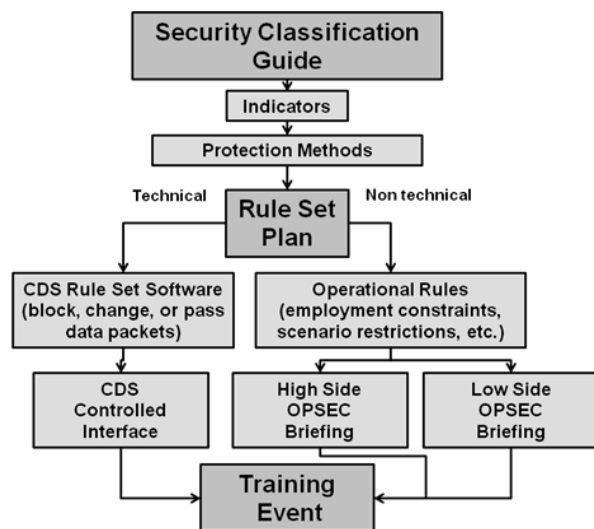 Security Classification
Guide
Indicators
Protection Methods
Technical
Non technical
Rule Set
Plan
CDS Rule Set Software
(block, change, or pass
data packets)
Operational Rules
(employment constraints,
scenario restrictions, etc.)
CDS
Controlled
Interface
High Side
OPSEC
Briefing
Low Side
OPSEC
Briefing
Training
Event